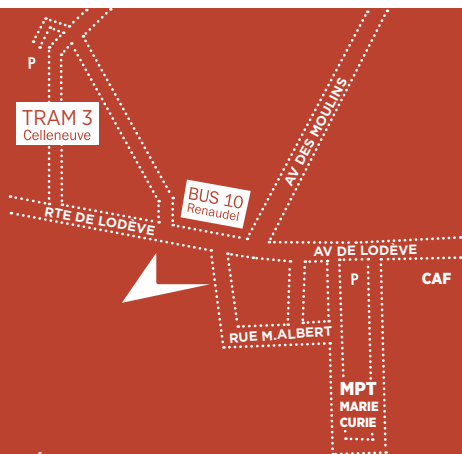 P
TRAM 3
Celleneuve
AV DES MOULINS
BUS 10
Renaudel
RTE DE LODÈVE
AV DE LODÈVE
P
CAF
RUE M.ALBERT
MPT
MARIE
CURIE